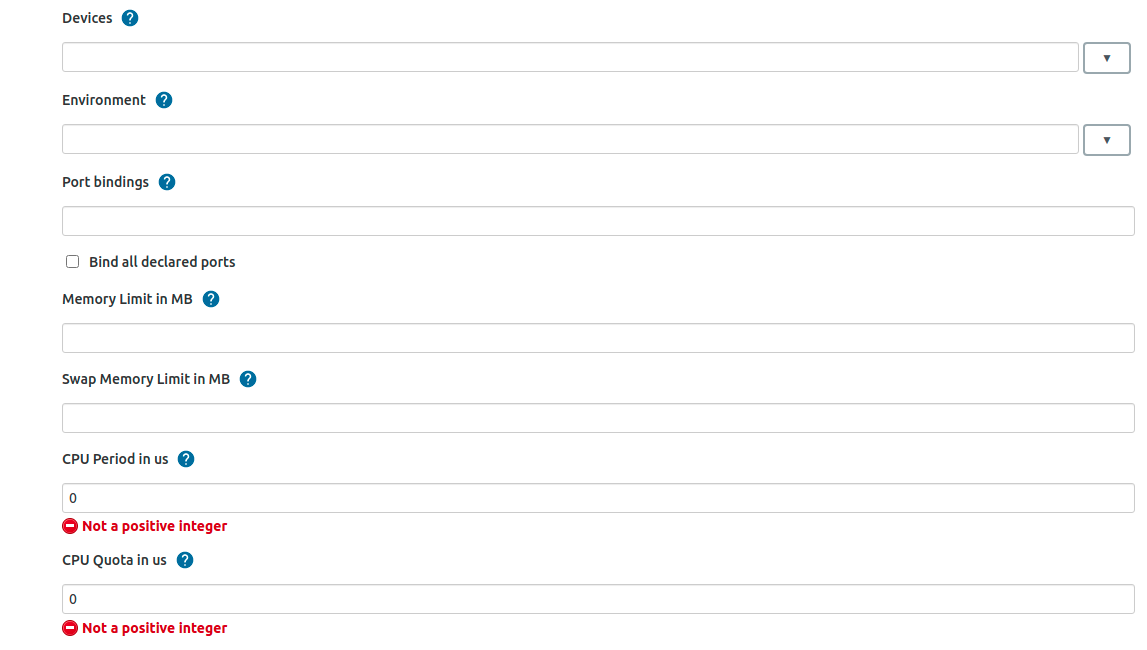 Devices ?
Environment ?
Port bindings ?
Bind all declared ports
Memory Limit in MB ?
Swap Memory Limit in MB ?
CPU Period in us ?
0
Not a positive integer
CPU Quota in us ?
0
Not a positive integer